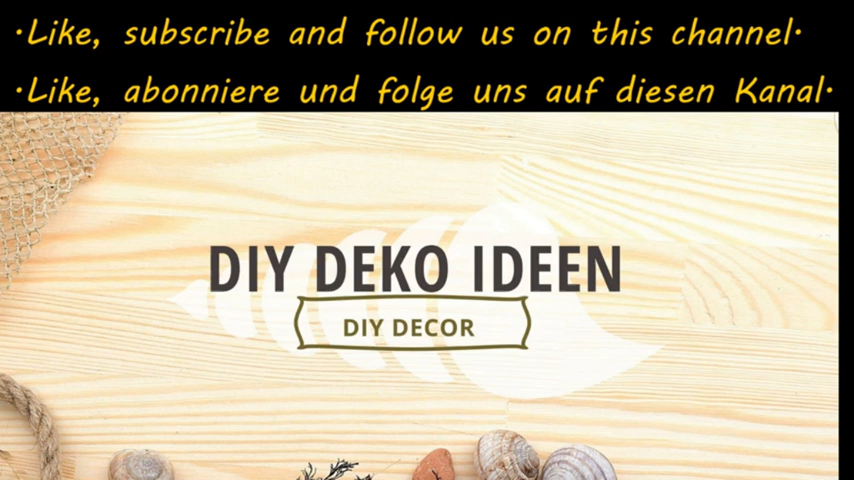 ·Like, subscribe and follow us on this channel·
·Like, abonniere und folge uns auf diesen Kanal·
DIY DEKO IDEEN
DIY DECOR